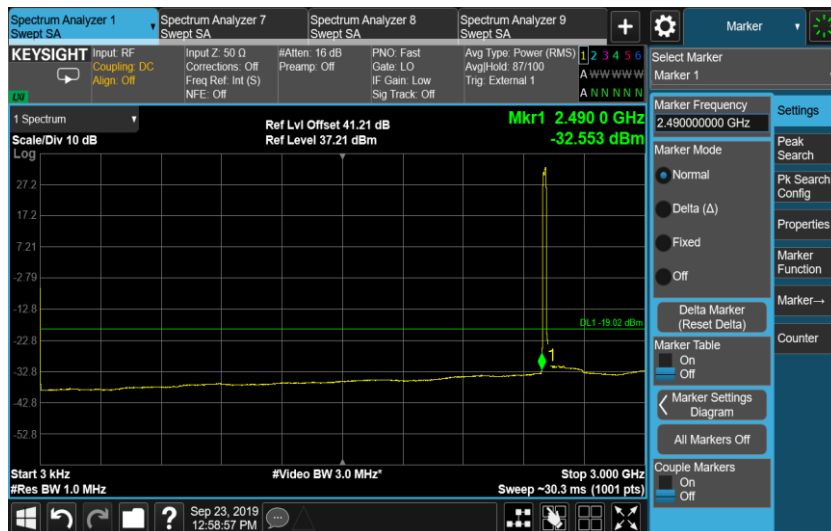 Spectrum Analyzer 1
Swept SA
Spectrum Analyzer 7
Swept SA
Spectrum Analyzer 8
Swept SA
Spectrum Analyzer 9
Swept SA
+
Marker
KEYSIGHT
Input: RF
Coupling: DC
Align: Off
Input Z: 50 Ω
Corrections: Off
Freq Ref: Int (S)
NFE: Off
#Atten: 16 dB
Preamp: Off
PNO: Fast
Gate: LO
IF Gain: Low
Sig Track: Off
Avg Type: Power (RMS)
Avg|Hold: 87/100
Trig: External 1
1 2 3 4 5 6
A W W W W W
A N N N N N
LXI
Select Marker
Marker 1
1 Spectrum
Scale/Div 10 dB
Log
Ref Lvl Offset 41.21 dB
Ref Level 37.21 dBm
Mkr1 2.490 0 GHz
-32.553 dBm
27.2
17.2
7.21
-2.79
-12.8
-22.8
-32.8
-42.8
-52.8
DL1 -19.02 dBm
1
Start 3 kHz
#Res BW 1.0 MHz
#Video BW 3.0 MHz*
Stop 3.000 GHz
Sweep ~30.3 ms (1001 pts)
Marker Frequency
2.490000000 GHz
Marker Mode
Normal
Delta (Δ)
Fixed
Off
Delta Marker
(Reset Delta)
Marker Table
On
Off
Marker Settings
Diagram
All Markers Off
Couple Markers
On
Off
Settings
Peak
Search
Pk Search
Config
Properties
Marker
Function
Marker→
Counter
?
Sep 23, 2019
12:58:57 PM